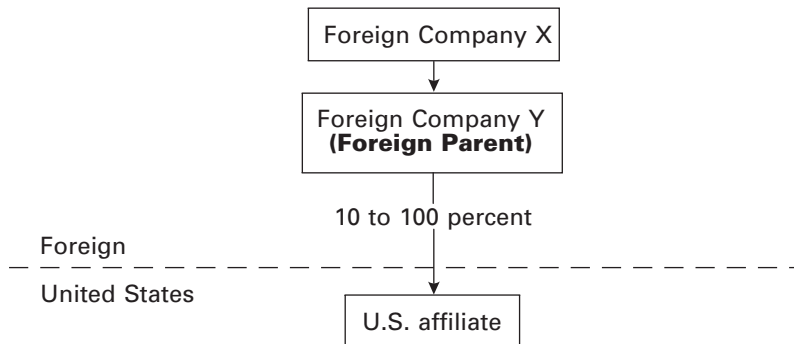 Foreign Company X
Foreign Company Y
(Foreign Parent)
10 to 100 percent
Foreign
United States
U.S. affiliate